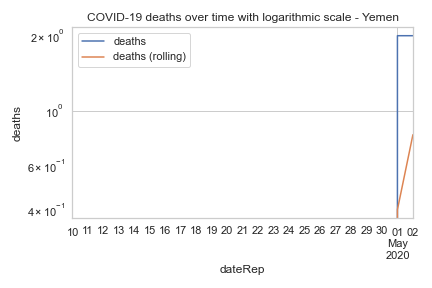 COVID-19 deaths over time with logarithmic scale - Yemen
deaths
deaths (rolling)
2 × 10⁰
10⁰
6 × 10⁻¹
4 × 10⁻¹
deaths
10 11 12 13 14 15 16 17 18 19 20 21 22 23 24 25 26 27 28 29 30 01 02
May
2020
dateRep